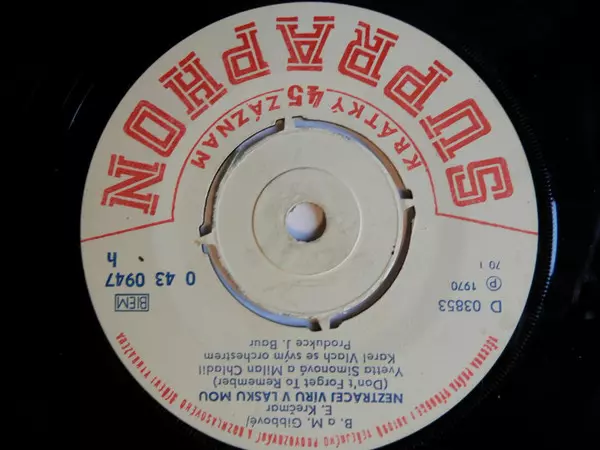 SUPRAPHON
KRÁTKÝ 45 ZÁZNAM
D 03853
℗ 1970
70 1
BIEM
0 43 0947 h
B. a M. Gibbové/
E. Krečmar
NEZTRÁCEJ VÍRU V LÁSKU MOU
(Don't Forget To Remember)
Yvetta Simonová a Milan Chladil
Karel Vlach se svým orchestrem
Produkce J. Baur